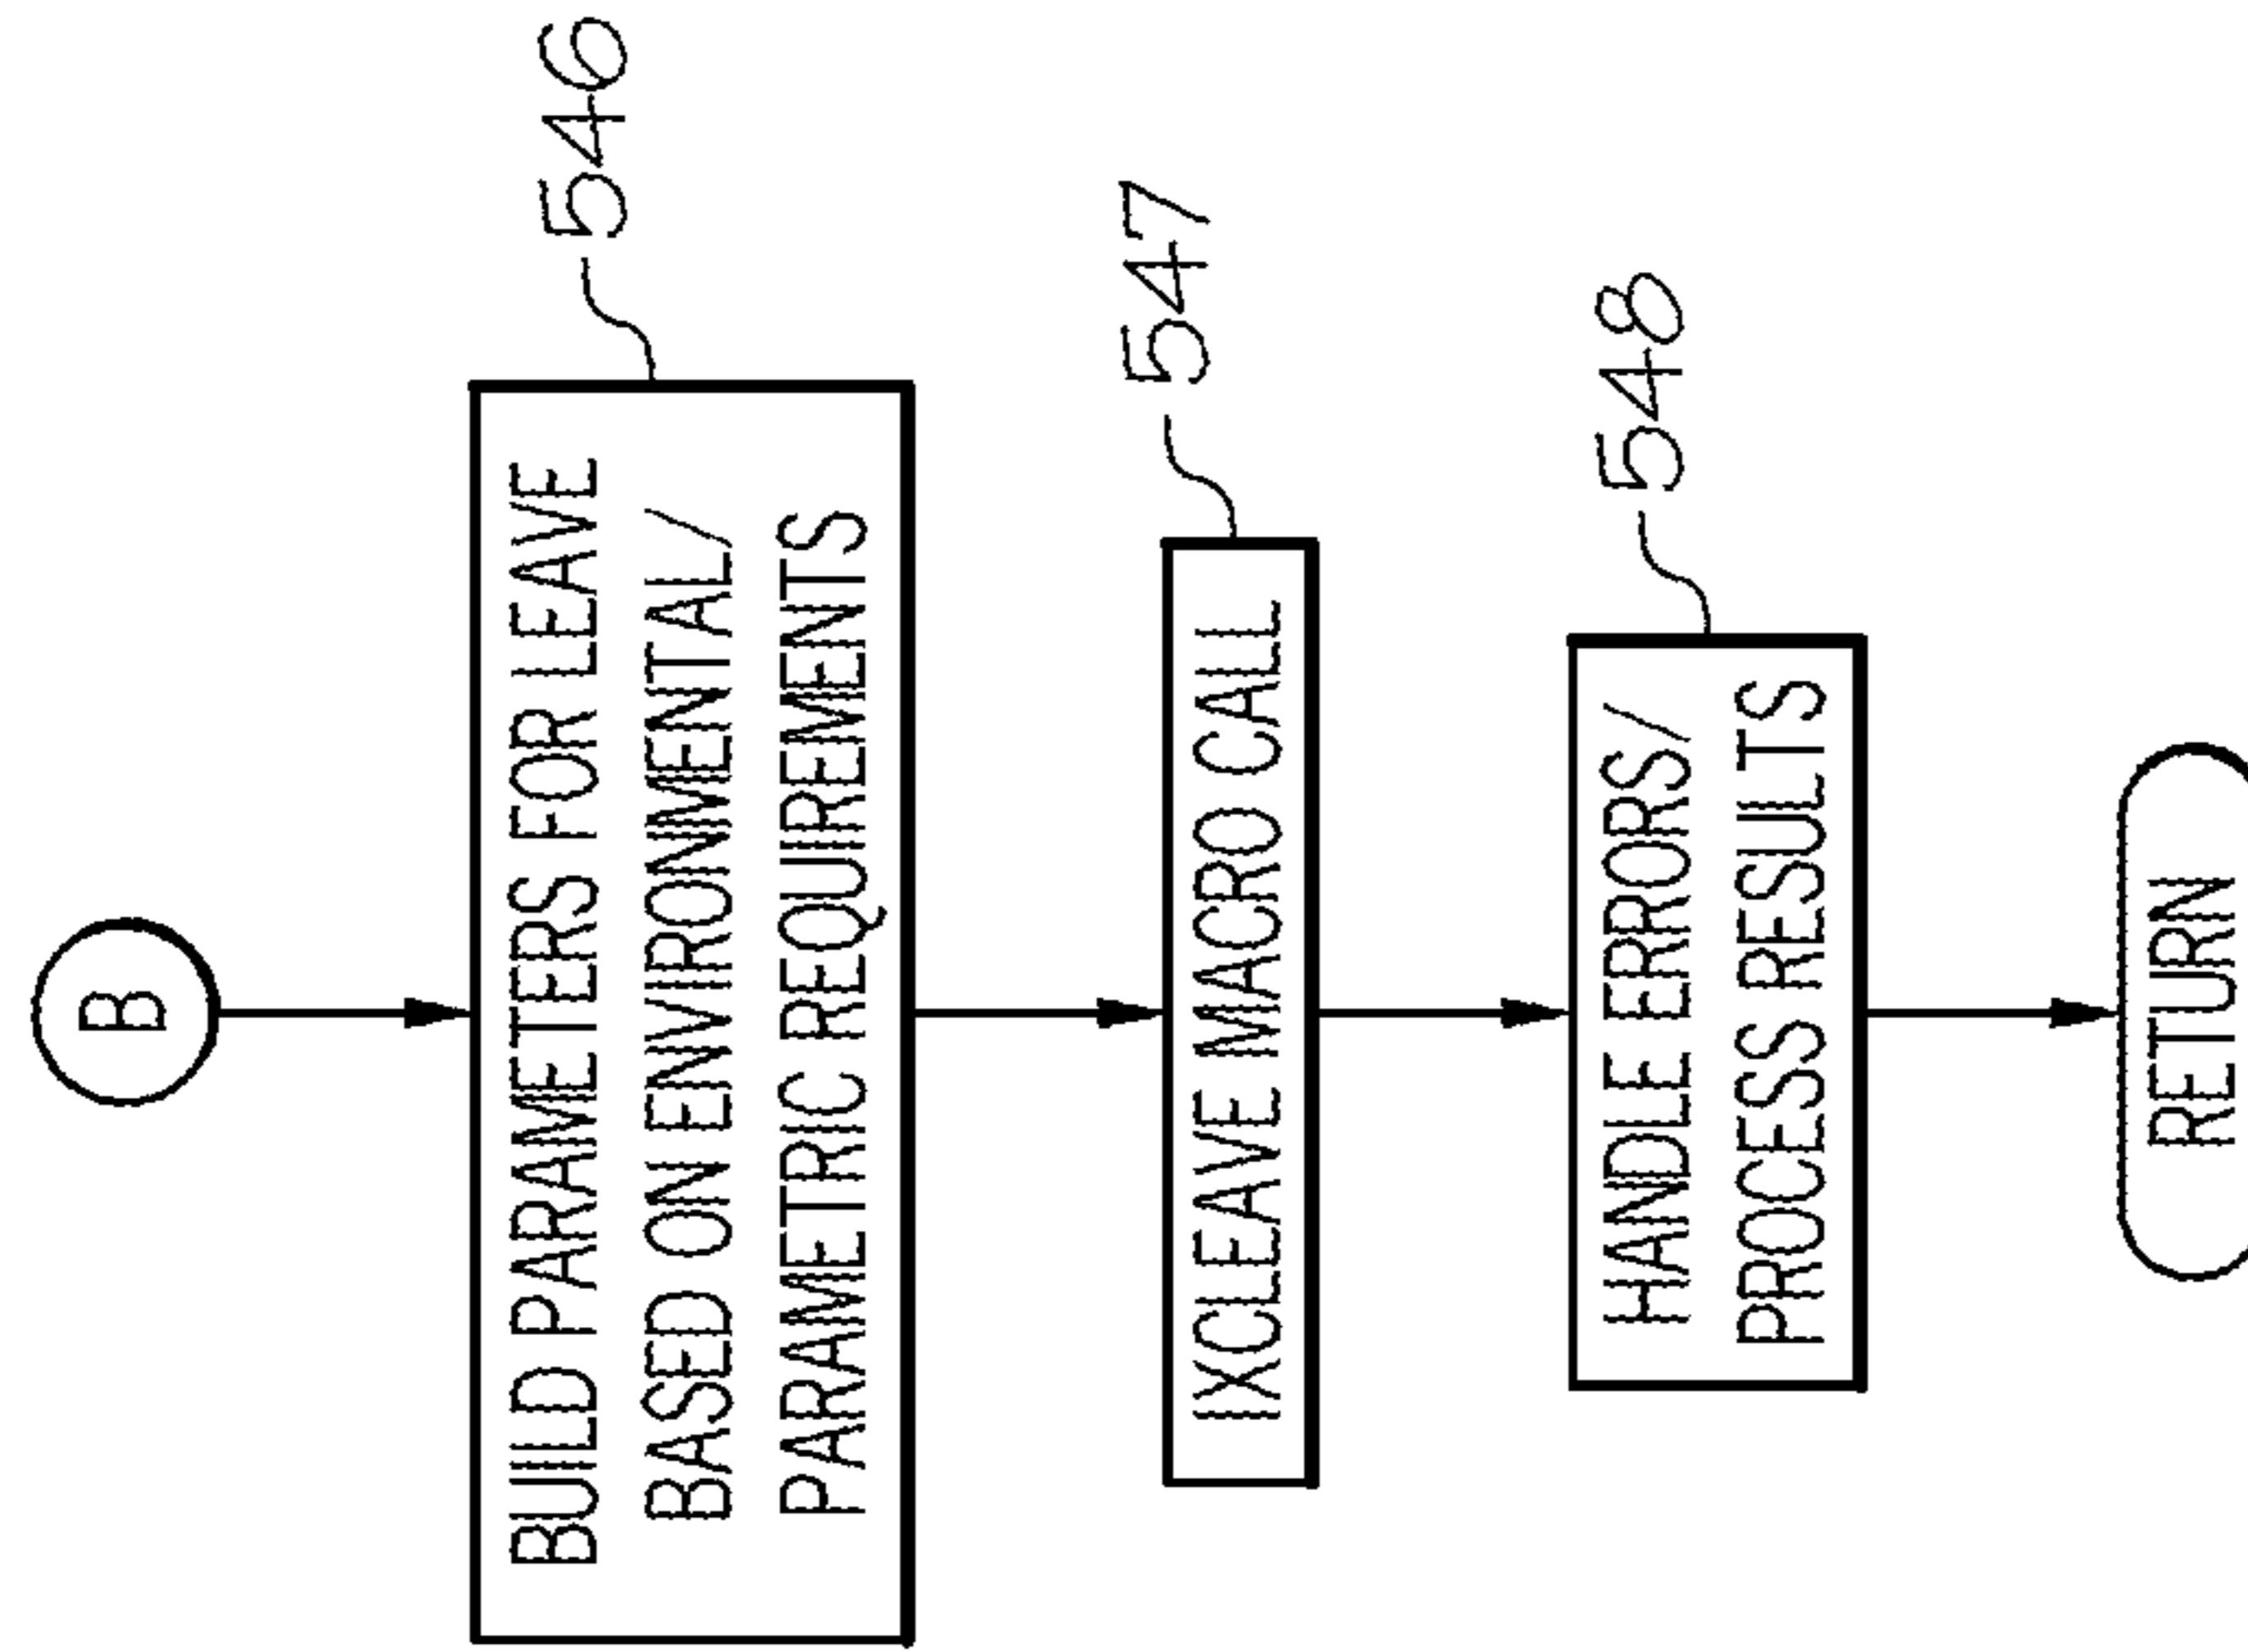 B
546
BUILD PARAMETERS FOR LEAVE
BASED ON ENVIRONMENTAL/
PARAMETRIC REQUIREMENTS
547
IXCLEAVE MACRO CALL
548
HANDLE ERRORS/
PROCESS RESULTS
RETURN